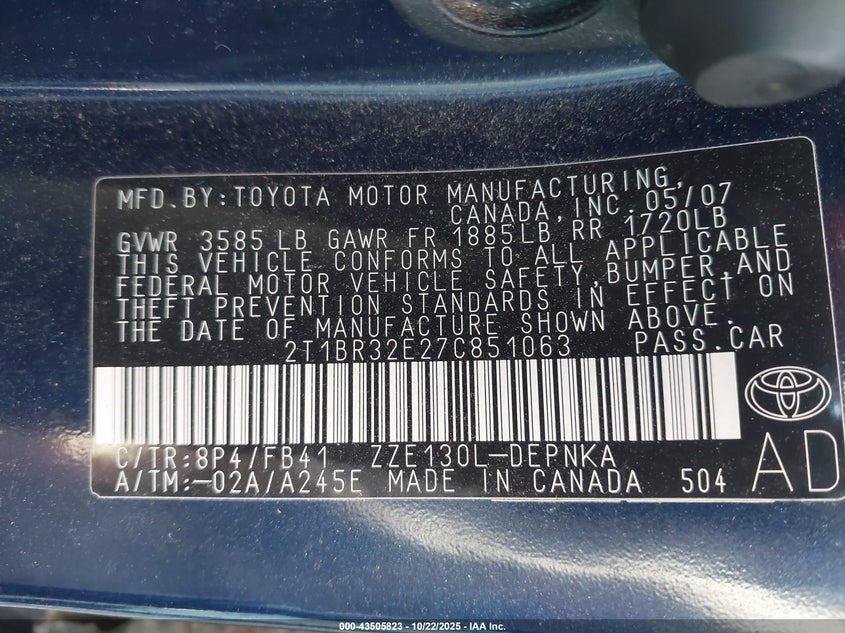 MFD.BY:TOYOTA MOTOR MANUFACTURING,
CANADA,INC. 05/07
GVWR 3585 LB GAWR FR 1885LB RR 1720LB
THIS VEHICLE CONFORMS TO ALL APPLICABLE
FEDERAL MOTOR VEHICLE SAFETY,BUMPER,AND
THEFT PREVENTION STANDARDS IN EFFECT ON
THE DATE OF MANUFACTURE SHOWN ABOVE.
2T1BR32E27C851063 PASS.CAR
C/TR:8P4/FB41 ZZE130L-DEPNKA
A/TM:-02A/A245E MADE IN CANADA 504
AD
000-43505823 - 10/22/2025 - IAA Inc.